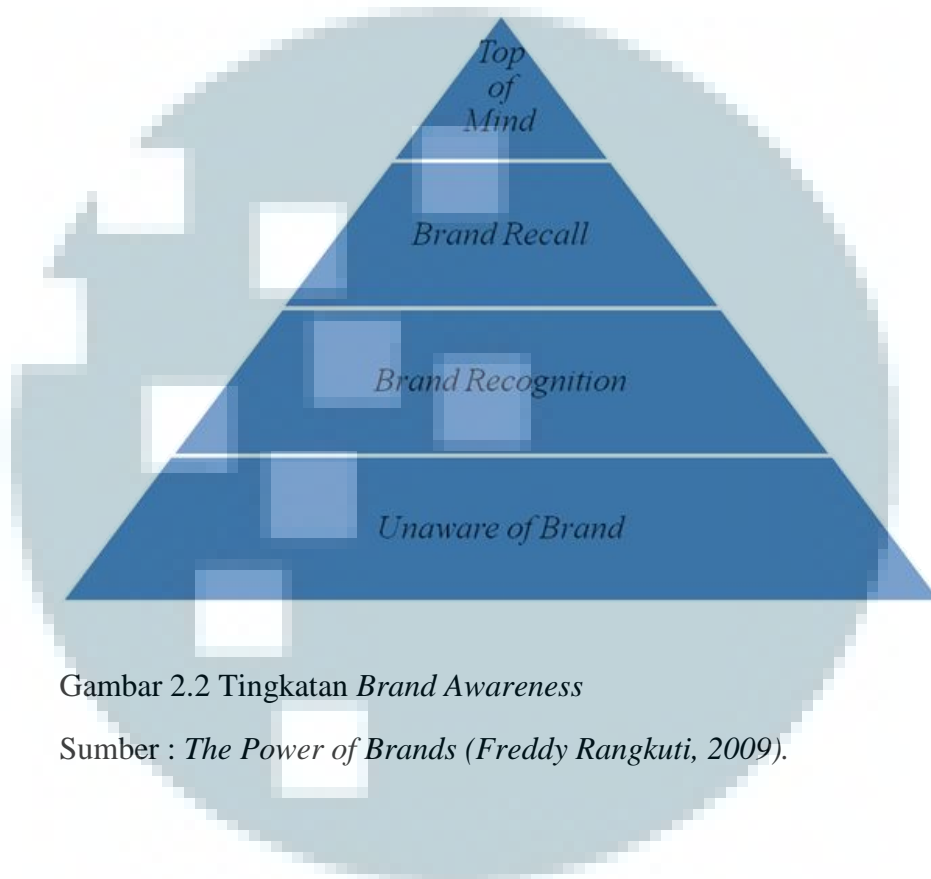 Top
of
Mind
Brand Recall
Brand Recognition
Unaware of Brand
Gambar 2.2 Tingkatan Brand Awareness
Sumber : The Power of Brands (Freddy Rangkuti, 2009).